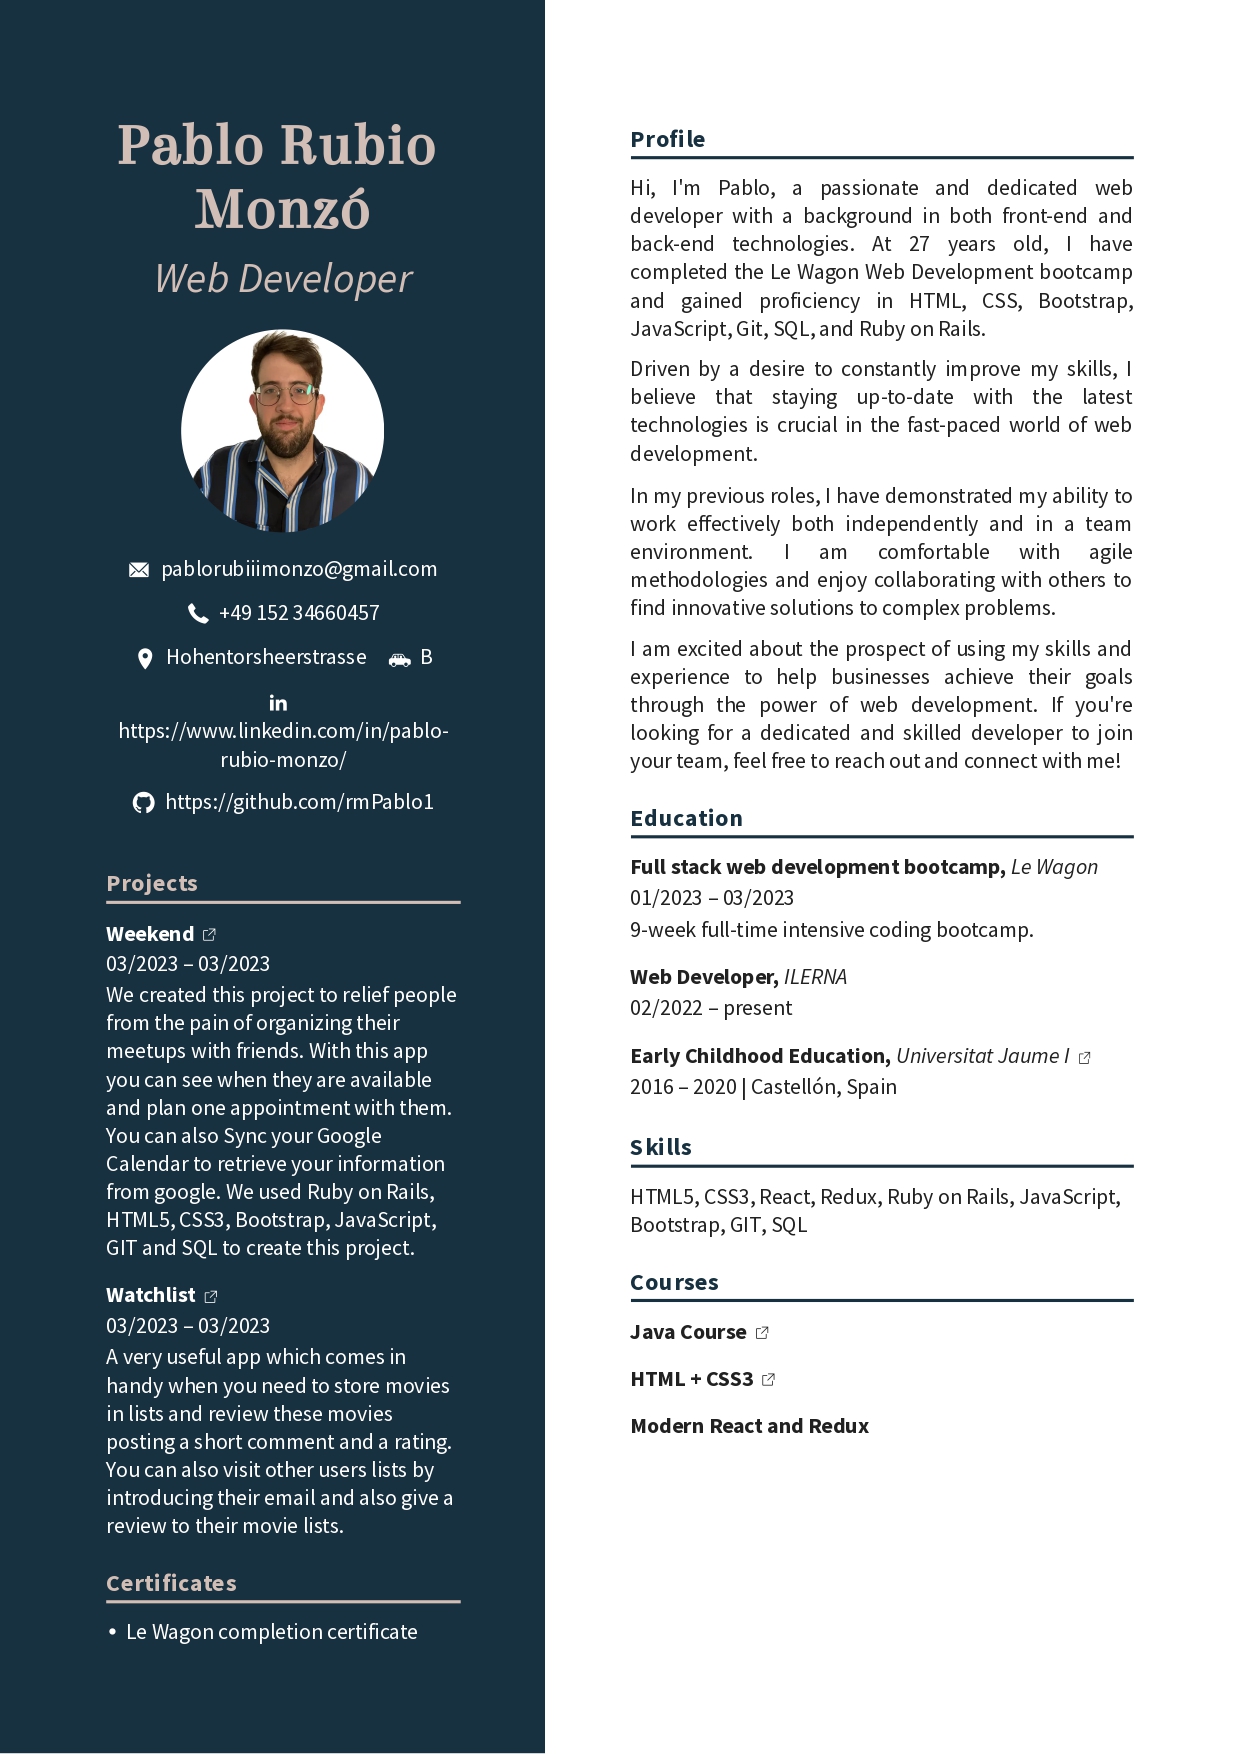 Pablo Rubio
Monzó
Web Developer
pablorubiiimonzo@gmail.com
+49 152 34660457
Hohentorsheerstrasse B
https://www.linkedin.com/in/pablo-
rubio-monzo/
https://github.com/rmPablo1
Projects
Weekend
03/2023 – 03/2023
We created this project to relief people
from the pain of organizing their
meetups with friends. With this app
you can see when they are available
and plan one appointment with them.
You can also Sync your Google
Calendar to retrieve your information
from google. We used Ruby on Rails,
HTML5, CSS3, Bootstrap, JavaScript,
GIT and SQL to create this project.
Watchlist
03/2023 – 03/2023
A very useful app which comes in
handy when you need to store movies
in lists and review these movies
posting a short comment and a rating.
You can also visit other users lists by
introducing their email and also give a
review to their movie lists.
Certificates
• Le Wagon completion certificate
Profile
Hi, I'm Pablo, a passionate and dedicated web
developer with a background in both front-end and
back-end technologies. At 27 years old, I have
completed the Le Wagon Web Development bootcamp
and gained proficiency in HTML, CSS, Bootstrap,
JavaScript, Git, SQL, and Ruby on Rails.
Driven by a desire to constantly improve my skills, I
believe that staying up-to-date with the latest
technologies is crucial in the fast-paced world of web
development.
In my previous roles, I have demonstrated my ability to
work effectively both independently and in a team
environment. I am comfortable with agile
methodologies and enjoy collaborating with others to
find innovative solutions to complex problems.
I am excited about the prospect of using my skills and
experience to help businesses achieve their goals
through the power of web development. If you're
looking for a dedicated and skilled developer to join
your team, feel free to reach out and connect with me!
Education
Full stack web development bootcamp, Le Wagon
01/2023 – 03/2023
9-week full-time intensive coding bootcamp.
Web Developer, ILERNA
02/2022 – present
Early Childhood Education, Universitat Jaume I
2016 – 2020 | Castellón, Spain
Skills
HTML5, CSS3, React, Redux, Ruby on Rails, JavaScript,
Bootstrap, GIT, SQL
Courses
Java Course
HTML + CSS3
Modern React and Redux